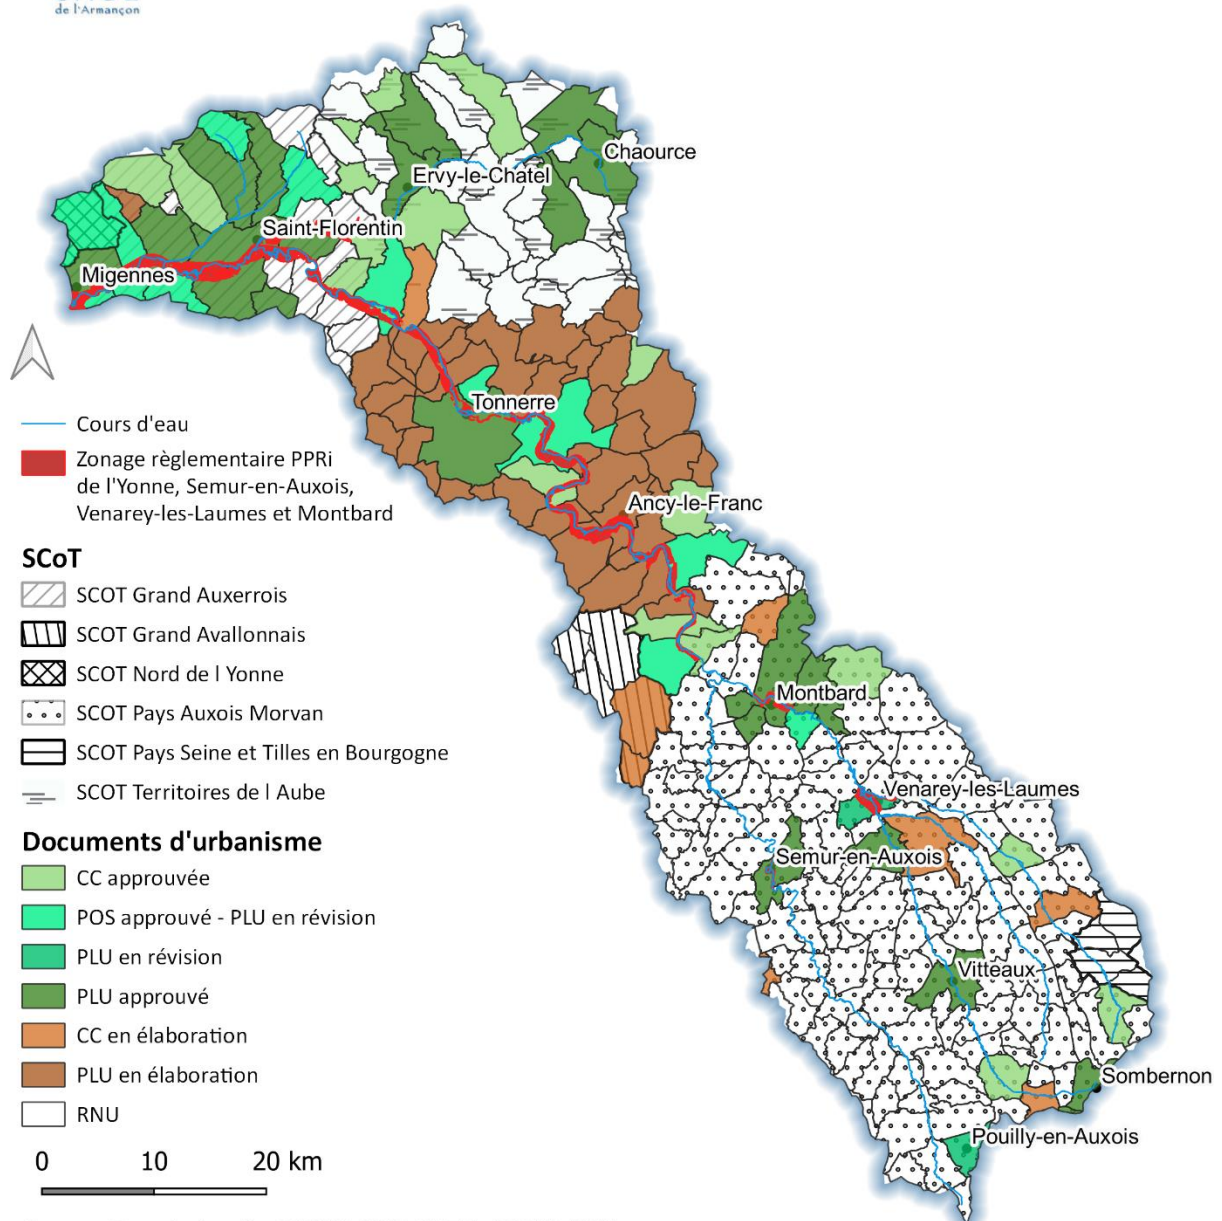 de l'Armançon
Chaource
Ervy-le-Chatel
Saint-Florentin
Migennes
Tonnerre
Ancy-le-Franc
Montbard
Venarey-les-Laumes
Semur-en-Auxois
Vitteaux
Sombernon
Pouilly-en-Auxois
Cours d'eau
Zonage règlementaire PPRi
de l'Yonne, Semur-en-Auxois,
Venarey-les-Laumes et Montbard
SCoT
SCOT Grand Auxerrois
SCOT Grand Avallonnais
SCOT Nord de l Yonne
SCOT Pays Auxois Morvan
SCOT Pays Seine et Tilles en Bourgogne
SCOT Territoires de l Aube
Documents d'urbanisme
CC approuvée
POS approuvé - PLU en révision
PLU en révision
PLU approuvé
CC en élaboration
PLU en élaboration
RNU
0 10 20 km